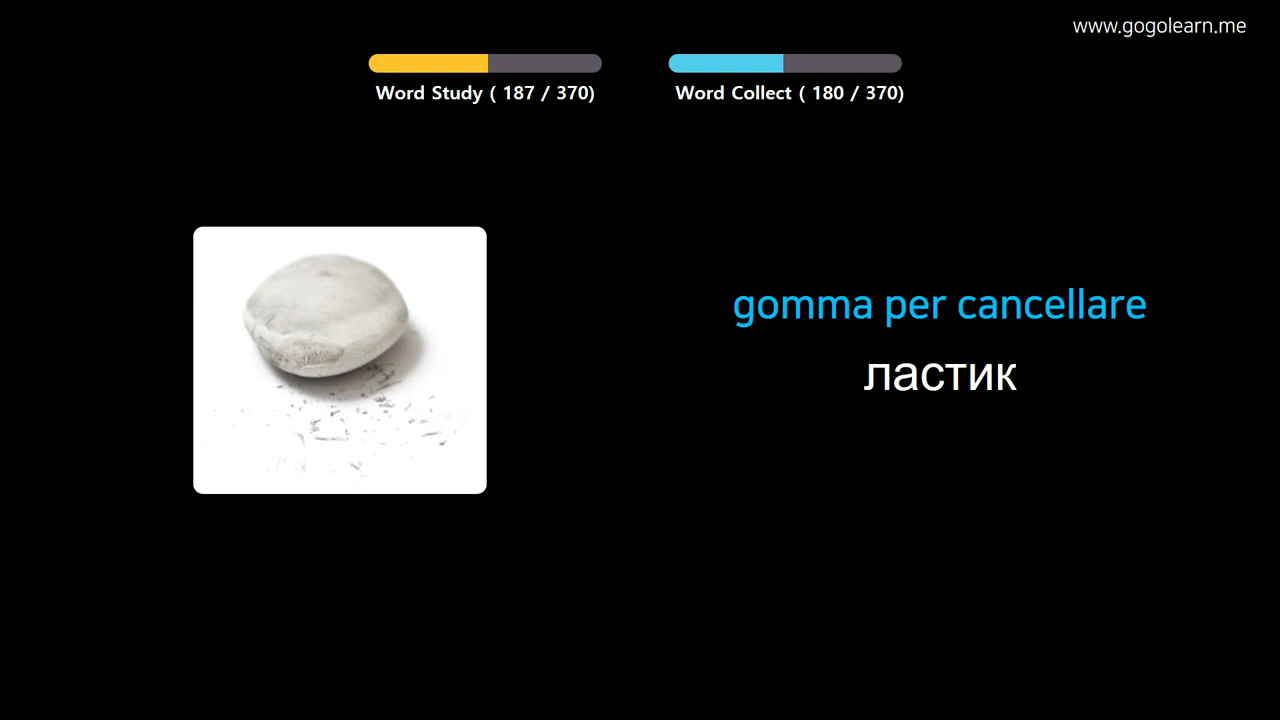 www.gogolearn.me
Word Study ( 187 / 370)
Word Collect ( 180 / 370)
gomma per cancellare
ластик